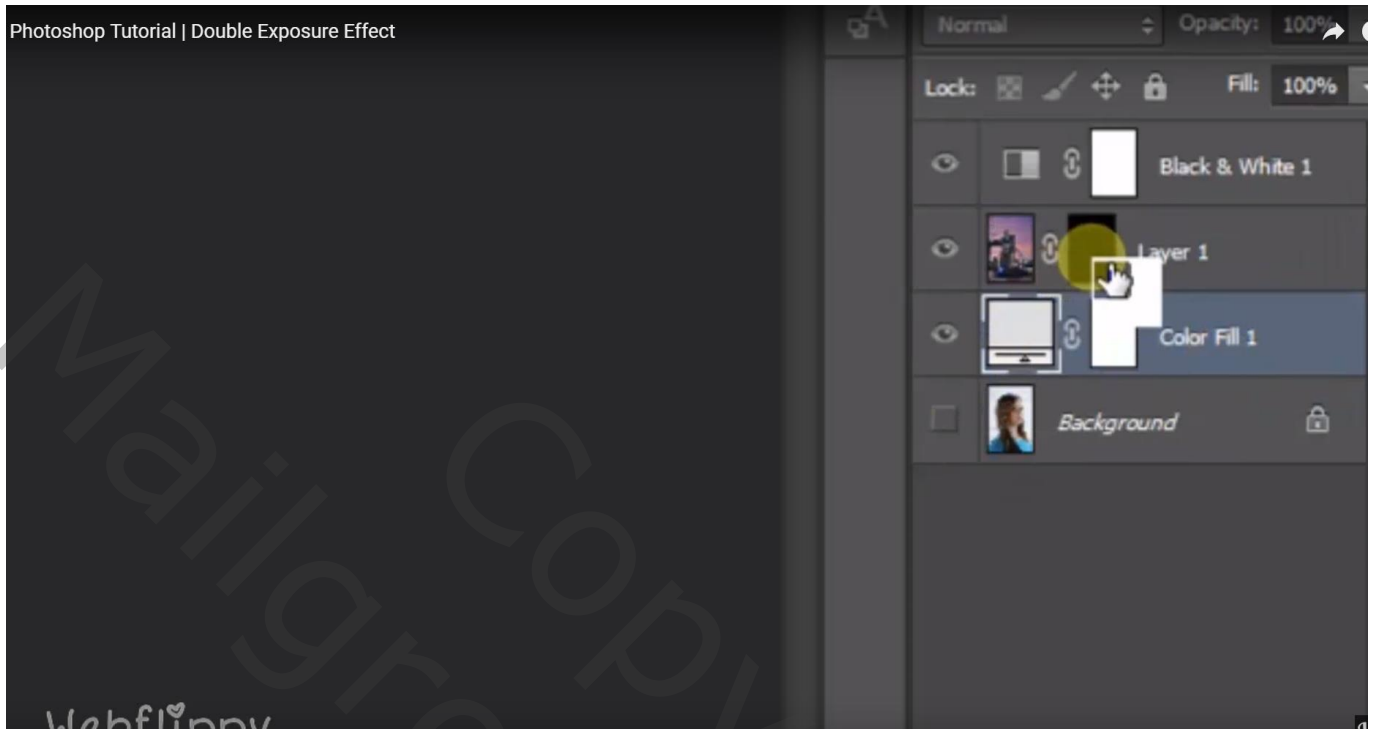 Photoshop Tutorial | Double Exposure Effect
Normal Opacity: 100%
Lock: Fill: 100%
Black & White 1
Layer 1
Color Fill 1
Background
Copy
Webflippy